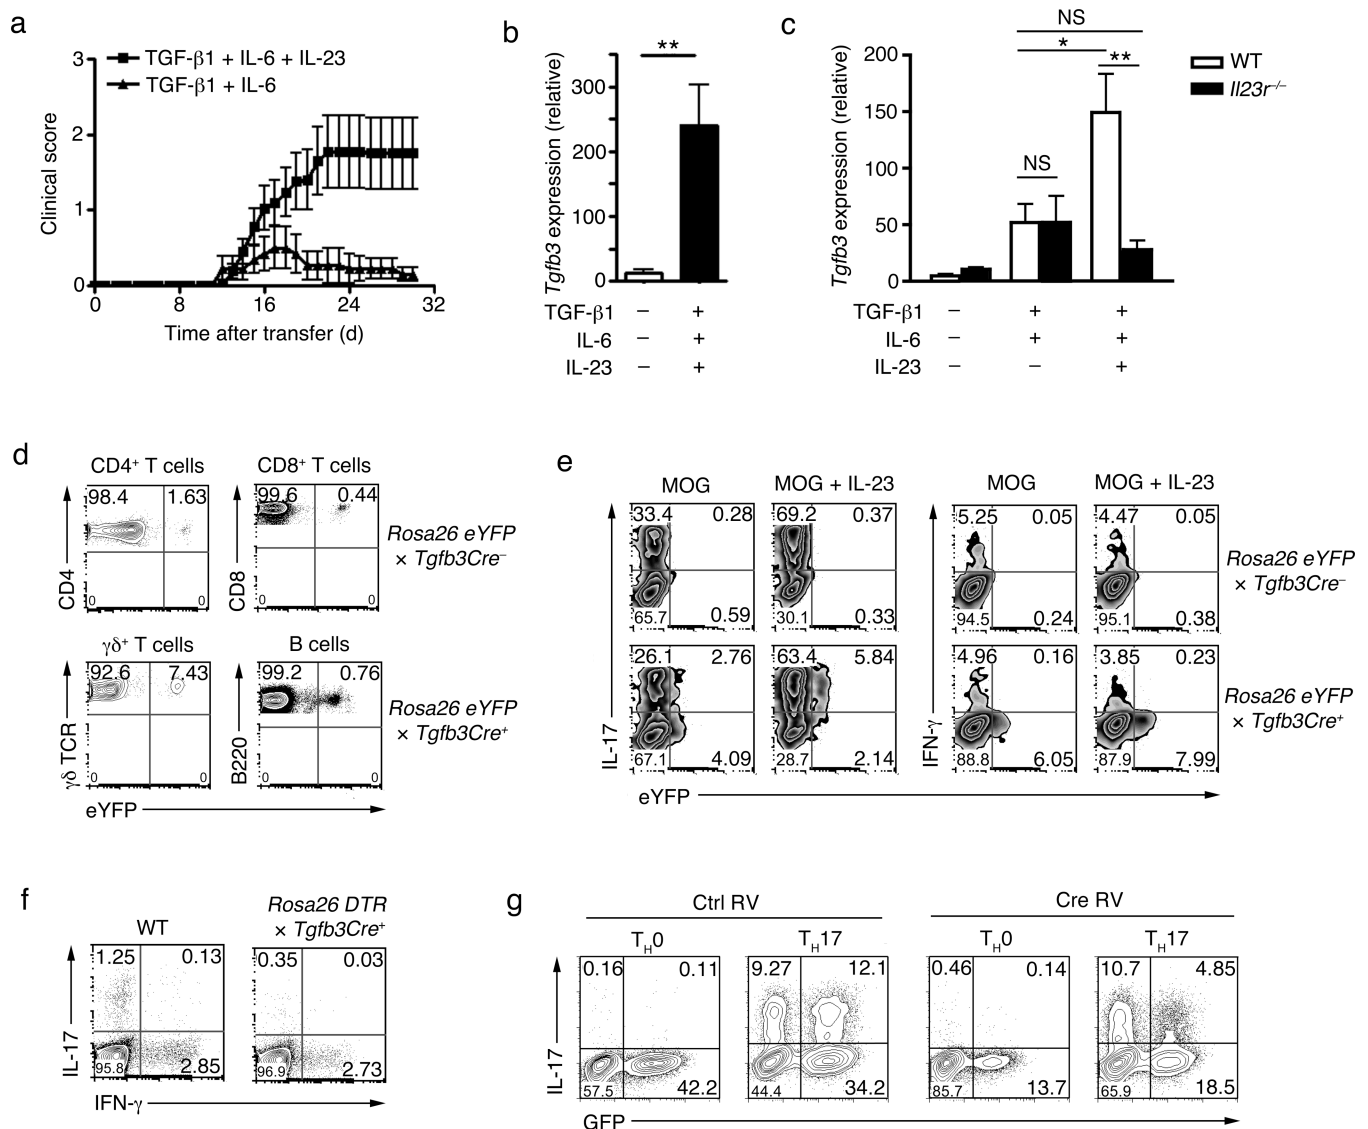 a
TGF-β1 + IL-6 + IL-23
TGF-β1 + IL-6
Clinical score
3
2
1
0
0 8 16 24 32
Time after transfer (d)
b
**
Tgfb3 expression (relative)
300
200
100
0
TGF-β1 – +
IL-6 – +
IL-23 – +
c
NS
*
**
NS
WT
Il23r–/–
Tgfb3 expression (relative)
200
150
100
50
0
TGF-β1 – + +
IL-6 – + +
IL-23 – +
d
CD4+ T cells
98.4 1.63
0 0
CD4
CD8+ T cells
99.6 0.44
0 0
CD8
Rosa26 eYFP
× Tgfb3Cre–
γδ+ T cells
92.6 7.43
0 0
γδ TCR
B cells
99.2 0.76
0 0
B220
Rosa26 eYFP
× Tgfb3Cre+
eYFP
e
MOG MOG + IL-23 MOG MOG + IL-23
33.4 0.28 69.2 0.37 5.25 0.05 4.47 0.05
65.7 0.59 30.1 0.33 94.5 0.24 95.1 0.38
Rosa26 eYFP
× Tgfb3Cre–
26.1 2.76 63.4 5.84 4.96 0.16 3.85 0.23
67.1 4.09 28.7 2.14 88.8 6.05 87.9 7.99
Rosa26 eYFP
× Tgfb3Cre+
IL-17
IFN-γ
eYFP
f
WT
Rosa26 DTR
× Tgfb3Cre+
1.25 0.13 0.35 0.03
95.8 2.85 96.9 2.73
IL-17
IFN-γ
g
Ctrl RV Cre RV
TH0 TH17 TH0 TH17
0.16 0.11 9.27 12.1 0.46 0.14 10.7 4.85
57.5 42.2 44.4 34.2 85.7 13.7 65.9 18.5
IL-17
GFP